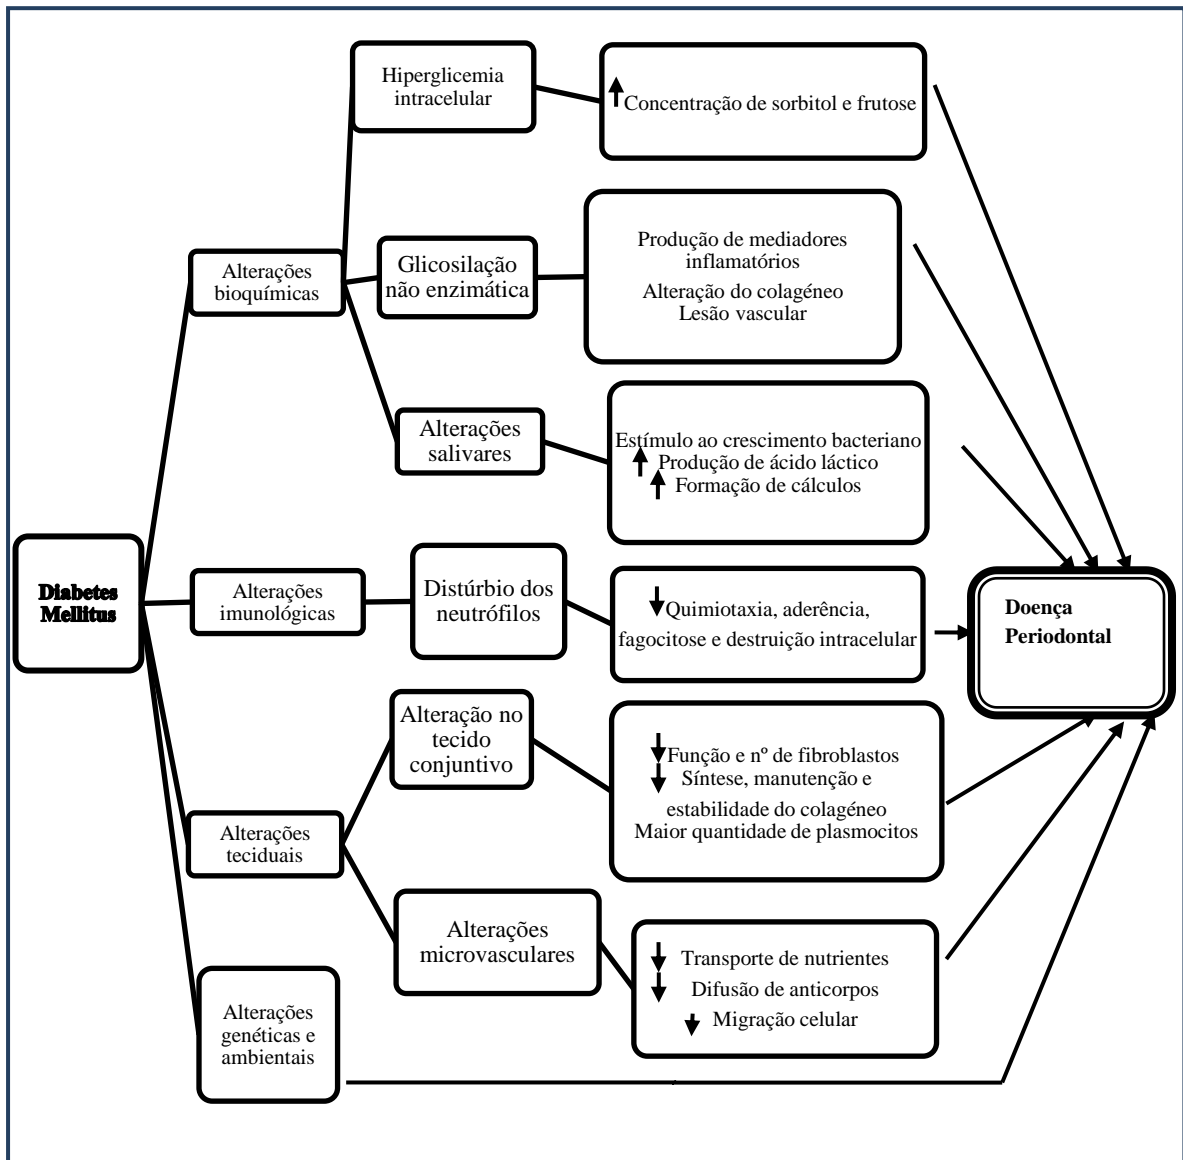 Hiperglicemia
intracelular
↑Concentração de sorbitol e frutose
Alterações
bioquímicas
Glicosilação
não enzimática
Produção de mediadores
inflamatórios
Alteração do colagéneo
Lesão vascular
Alterações
salivares
Estímulo ao crescimento bacteriano
↑ Produção de ácido láctico
↑ Formação de cálculos
Diabetes
Mellitus
Alterações
imunológicas
Distúrbio dos
neutrófilos
↓Quimiotaxia, aderência,
fagocitose e destruição intracelular
Doença
Periodontal
Alterações
teciduais
Alteração no
tecido
conjuntivo
↓Função e nº de fibroblastos
↓ Síntese, manutenção e
estabilidade do colagéneo
Maior quantidade de plasmocitos
Alterações
microvasculares
↓ Transporte de nutrientes
↓ Difusão de anticorpos
↓ Migração celular
Alterações
genéticas e
ambientais